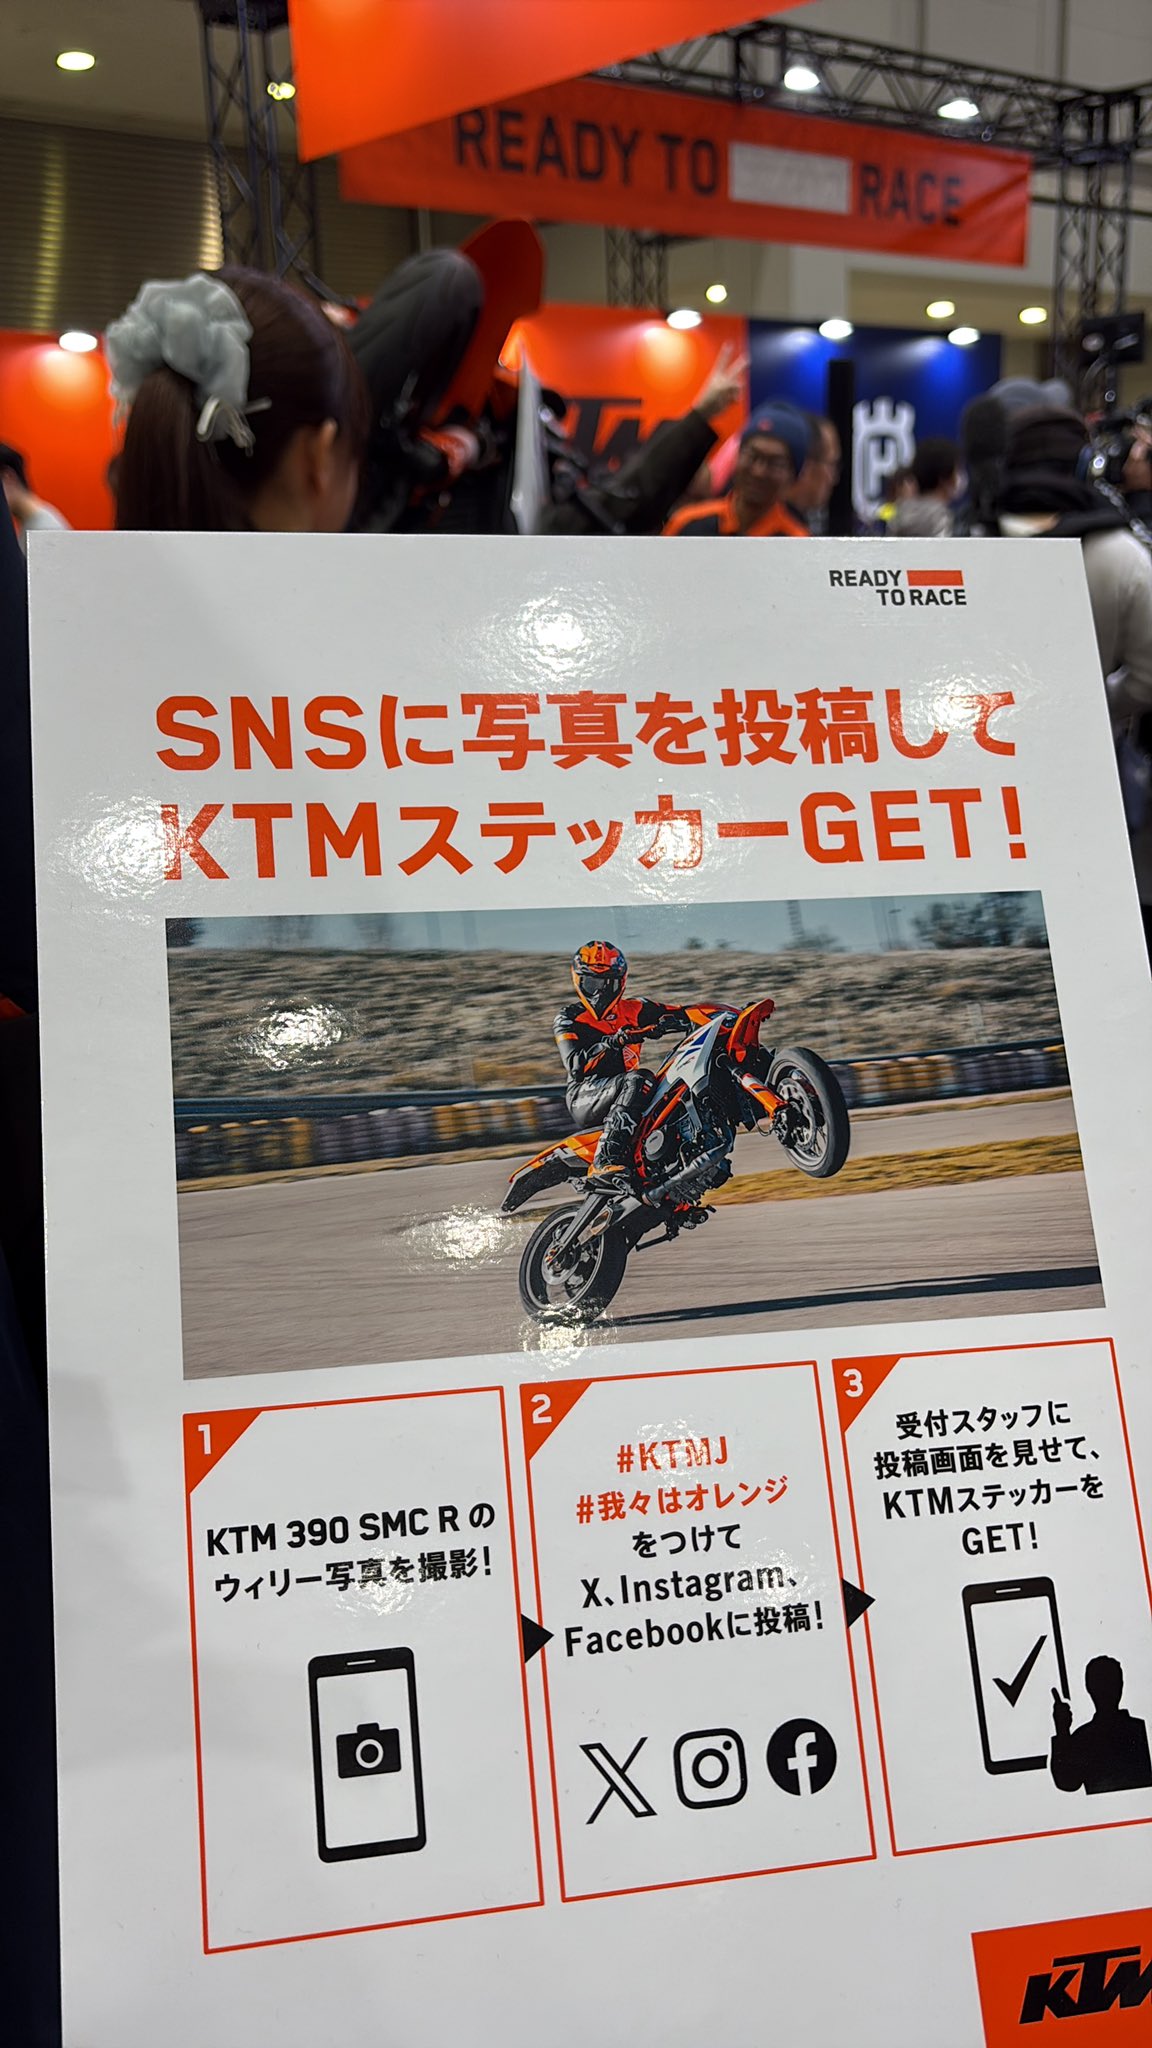 READY TO RACE
KTM
READY
TO RACE
SNSに写真を投稿して
KTMステッカーGET!
1
KTM 390 SMC R の
ウィリー写真を撮影!
2
#KTMJ
#我々はオレンジ
をつけて
X、Instagram、
Facebookに投稿!
3
受付スタッフに
投稿画面を見せて、
KTMステッカーを
GET!
KTM